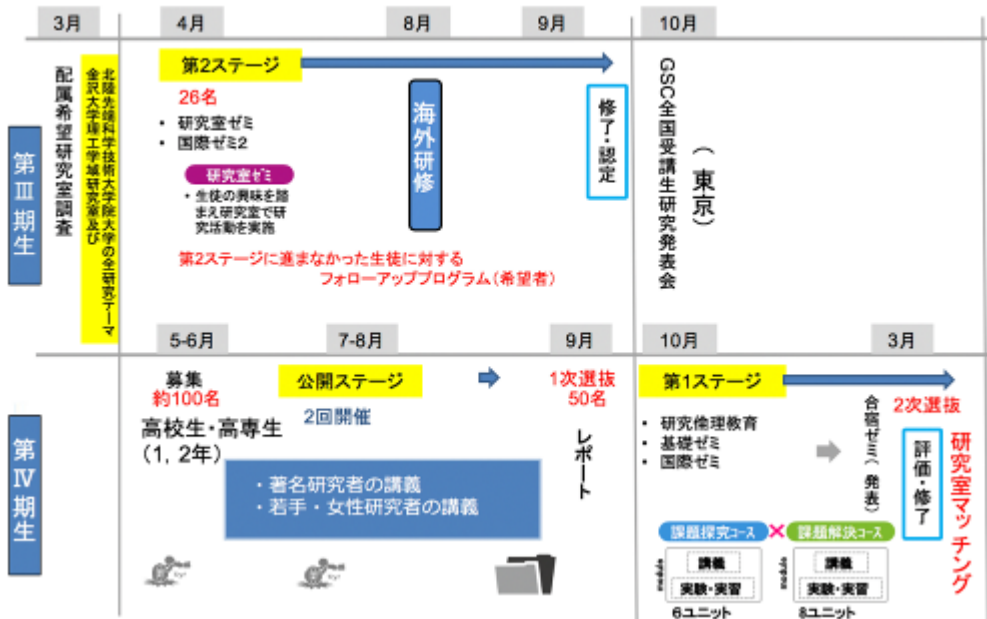 3月
4月
8月
9月
10月
第Ⅲ期生
配属希望研究室調査
金沢大学理工学域研究室及び
北陸先端科学技術大学院大学の全研究テーマ
第2ステージ
26名
・ 研究室ゼミ
・ 国際ゼミ2
研究室ゼミ
・生徒の興味を踏
まえ研究室で研
究活動を実施
海外研修
修了・認定
GSC全国受講生研究発表会
(東京)
第2ステージに進まなかった生徒に対する
フォローアッププログラム(希望者)
5-6月
7-8月
9月
10月
3月
第Ⅳ期生
募集
約100名
高校生・高専生
(1, 2年)
公開ステージ
2回開催
・著名研究者の講義
・若手・女性研究者の講義
1次選抜
50名
レポート
第1ステージ
・ 研究倫理教育
・ 基礎ゼミ
・ 国際ゼミ
合宿ゼミ(発表)
2次選抜
評価・修了
研究室マッチング
課題探究コース
×
課題解決コース
講義
実験・実習
6ユニット
講義
実験・実習
8ユニット